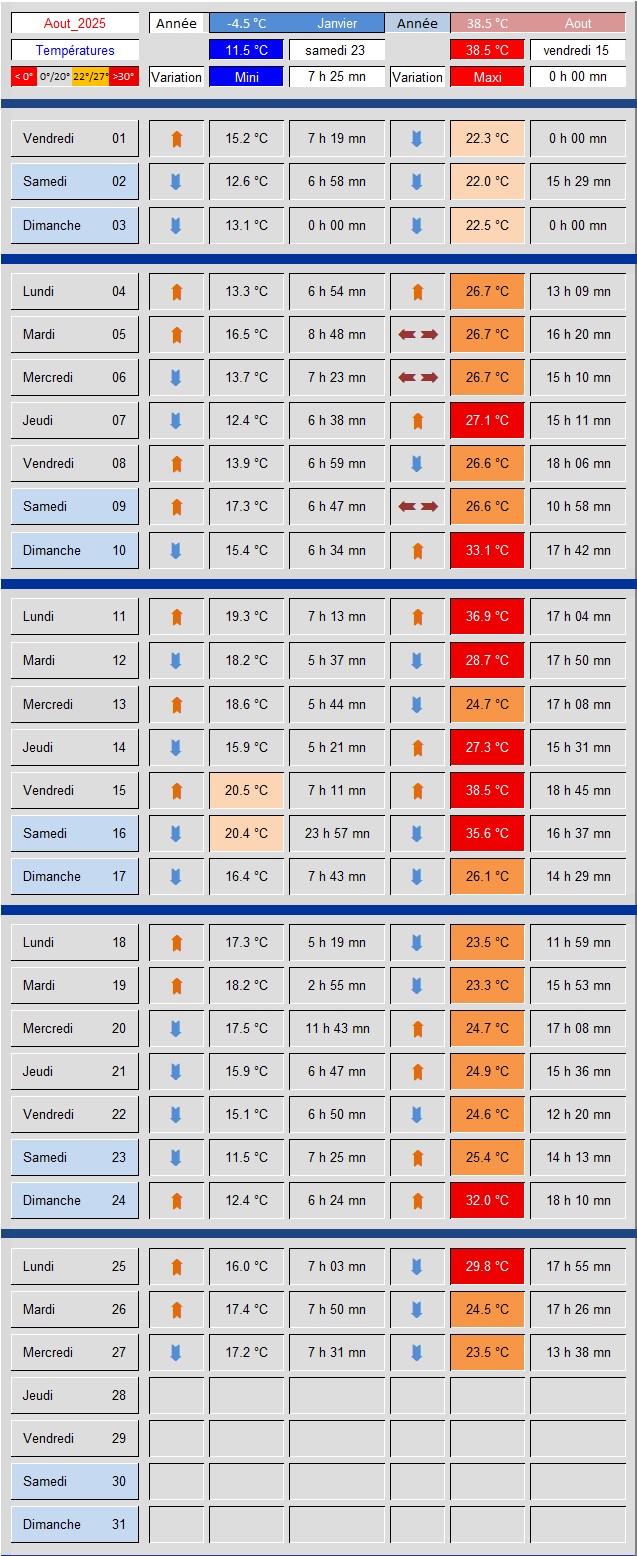 Aout_2025 Année -4.5 °C Janvier Année 38.5 °C Aout
Températures 11.5 °C samedi 23 38.5 °C vendredi 15
< 0° 0°/20° 22°/27° >30° Variation Mini 7 h 25 mn Variation Maxi 0 h 00 mn
Vendredi 01 15.2 °C 7 h 19 mn 22.3 °C 0 h 00 mn
Samedi 02 12.6 °C 6 h 58 mn 22.0 °C 15 h 29 mn
Dimanche 03 13.1 °C 0 h 00 mn 22.5 °C 0 h 00 mn
Lundi 04 13.3 °C 6 h 54 mn 26.7 °C 13 h 09 mn
Mardi 05 16.5 °C 8 h 48 mn 26.7 °C 16 h 20 mn
Mercredi 06 13.7 °C 7 h 23 mn 26.7 °C 15 h 10 mn
Jeudi 07 12.4 °C 6 h 38 mn 27.1 °C 15 h 11 mn
Vendredi 08 13.9 °C 6 h 59 mn 26.6 °C 18 h 06 mn
Samedi 09 17.3 °C 6 h 47 mn 26.6 °C 10 h 58 mn
Dimanche 10 15.4 °C 6 h 34 mn 33.1 °C 17 h 42 mn
Lundi 11 19.3 °C 7 h 13 mn 36.9 °C 17 h 04 mn
Mardi 12 18.2 °C 5 h 37 mn 28.7 °C 17 h 50 mn
Mercredi 13 18.6 °C 5 h 44 mn 24.7 °C 17 h 08 mn
Jeudi 14 15.9 °C 5 h 21 mn 27.3 °C 15 h 31 mn
Vendredi 15 20.5 °C 7 h 11 mn 38.5 °C 18 h 45 mn
Samedi 16 20.4 °C 23 h 57 mn 35.6 °C 16 h 37 mn
Dimanche 17 16.4 °C 7 h 43 mn 26.1 °C 14 h 29 mn
Lundi 18 17.3 °C 5 h 19 mn 23.5 °C 11 h 59 mn
Mardi 19 18.2 °C 2 h 55 mn 23.3 °C 15 h 53 mn
Mercredi 20 17.5 °C 11 h 43 mn 24.7 °C 17 h 08 mn
Jeudi 21 15.9 °C 6 h 47 mn 24.9 °C 15 h 36 mn
Vendredi 22 15.1 °C 6 h 50 mn 24.6 °C 12 h 20 mn
Samedi 23 11.5 °C 7 h 25 mn 25.4 °C 14 h 13 mn
Dimanche 24 12.4 °C 6 h 24 mn 32.0 °C 18 h 10 mn
Lundi 25 16.0 °C 7 h 03 mn 29.8 °C 17 h 55 mn
Mardi 26 17.4 °C 7 h 50 mn 24.5 °C 17 h 26 mn
Mercredi 27 17.2 °C 7 h 31 mn 23.5 °C 13 h 38 mn
Jeudi 28
Vendredi 29
Samedi 30
Dimanche 31